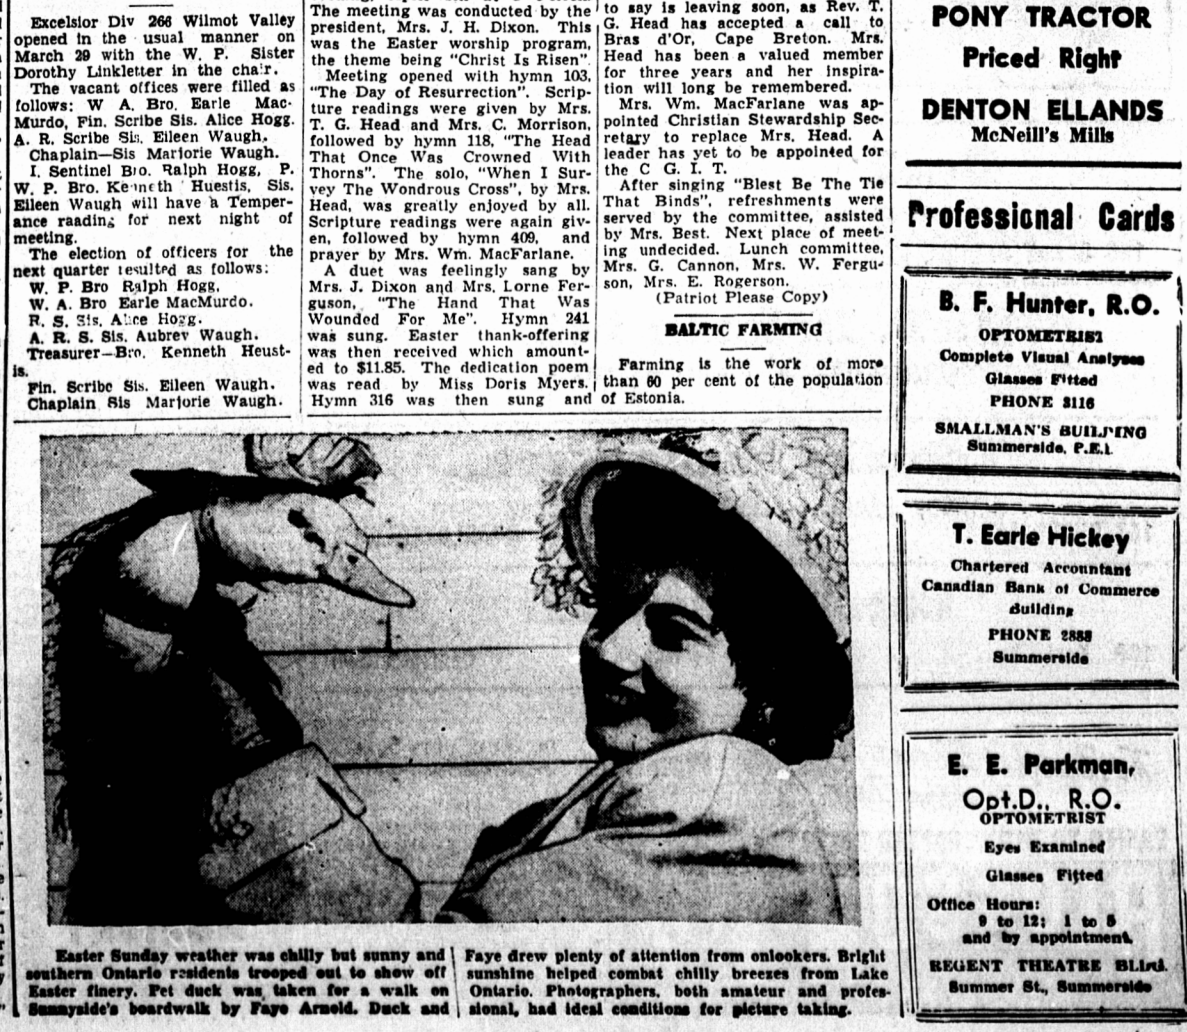 Excelsior Div 266 Wilmot Valley
opened in the usual manner on
March 29 with the W. P. Sister
Dorothy Linkletter in the chair.
The vacant offices were filled as
follows: W A. Bro. Earle Mac-
Murdo, Fin. Scribe Sis. Alice Hogg.
A. R. Scribe Sis. Eileen Waugh.
Chaplain—Sis Marjorie Waugh.
I. Sentinel Bro. Ralph Hogg, P.
W. P. Bro. Kenneth Huestis, Sis.
Eileen Waugh will have a Temper-
ance raading for next night of
meeting.
The election of officers for the
next quarter resulted as follows:
W. P. Bro Ralph Hogg,
W. A. Bro Earle MacMurdo.
R. S. Sis. Alice Hogg.
A. R. S. Sis. Aubrey Waugh.
Treasurer—Bro. Kenneth Heust-
is.
Fin. Scribe Sis. Eileen Waugh.
Chaplain Sis Marjorie Waugh.
The meeting was conducted by the
president, Mrs. J. H. Dixon. This
was the Easter worship program,
the theme being "Christ Is Risen".
Meeting opened with hymn 103,
"The Day of Resurrection". Scrip-
ture readings were given by Mrs.
T. G. Head and Mrs. C. Morrison,
followed by hymn 118, "The Head
That Once Was Crowned With
Thorns". The solo, "When I Sur-
vey The Wondrous Cross", by Mrs.
Head, was greatly enjoyed by all.
Scripture readings were again giv-
en, followed by hymn 409, and
prayer by Mrs. Wm. MacFarlane.
A duet was feelingly sang by
Mrs. J. Dixon and Mrs. Lorne Fer-
guson, "The Hand That Was
Wounded For Me". Hymn 241
was sung. Easter thank-offering
was then received which amount-
ed to $11.85. The dedication poem
was read by Miss Doris Myers.
Hymn 316 was then sung and
to say is leaving soon, as Rev. T.
G. Head has accepted a call to
Bras d'Or, Cape Breton. Mrs.
Head has been a valued member
for three years and her inspira-
tion will long be remembered.
Mrs. Wm. MacFarlane was ap-
pointed Christian Stewardship Sec-
retary to replace Mrs. Head. A
leader has yet to be appointed for
the C G. I. T.
After singing "Blest Be The Tie
That Binds", refreshments were
served by the committee, assisted
by Mrs. Best. Next place of meet-
ing undecided. Lunch committee,
Mrs. G. Cannon, Mrs. W. Fergu-
son, Mrs. E. Rogerson.
(Patriot Please Copy)
BALTIC FARMING
Farming is the work of more
than 60 per cent of the population
of Estonia.
Easter Sunday weather was chilly but sunny and
southern Ontario residents trooped out to show off
Easter finery. Pet duck was taken for a walk on
Sunnyside's boardwalk by Faye Arnold. Duck and
Faye drew plenty of attention from onlookers. Bright
sunshine helped combat chilly breezes from Lake
Ontario. Photographers, both amateur and profes-
sional, had ideal conditions for picture taking.
PONY TRACTOR
Priced Right
DENTON ELLANDS
McNeill's Mills
Professional Cards
B. F. Hunter, R.O.
OPTOMETRIST
Complete Visual Analyses
Glasses Fitted
PHONE 3116
SMALLMAN'S BUILDING
Summerside, P.E.I.
T. Earle Hickey
Chartered Accountant
Canadian Bank of Commerce
Building
PHONE 2888
Summerside
E. E. Parkman,
Opt.D., R.O.
OPTOMETRIST
Eyes Examined
Glasses Fitted
Office Hours:
9 to 12; 1 to 5
and by appointment.
REGENT THEATRE BLDG.
Summer St., Summerside